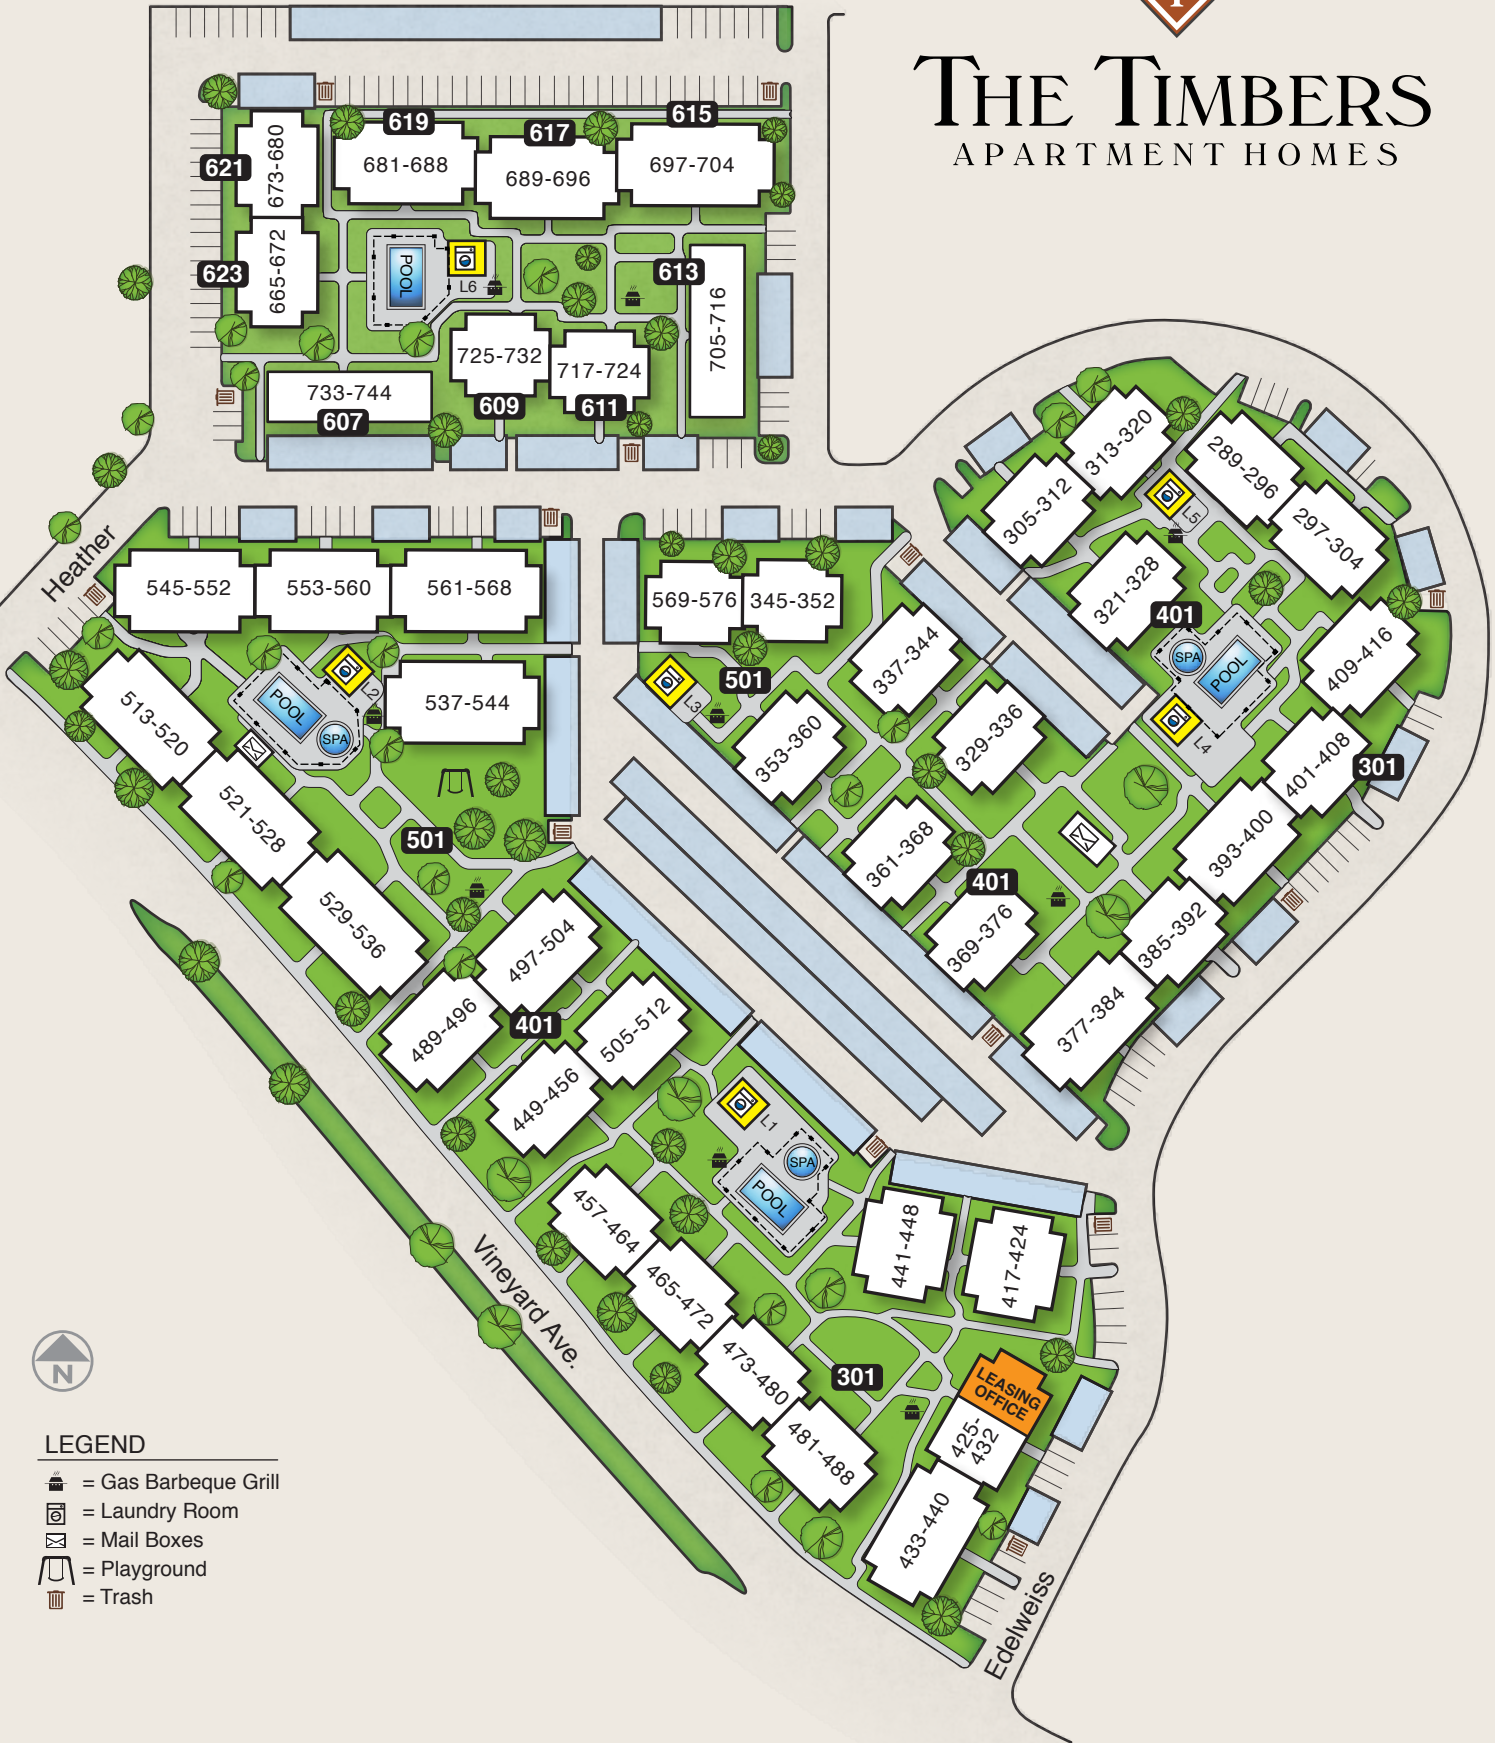 THE TIMBERS
APARTMENT HOMES
619
617
615
621
673-680
681-688
689-696
697-704
623
665-672
POOL
L6
613
705-716
725-732
717-724
733-744
607
609
611
Heather
545-552
553-560
561-568
569-576
345-352
313-320
289-296
305-312
L5
297-304
321-328
401
337-344
SPA
POOL
409-416
L4
513-520
POOL
SPA
L2
537-544
L3
501
353-360
329-336
401-408
301
521-528
501
361-368
393-400
401
369-376
385-392
529-536
497-504
377-384
489-496
401
505-512
449-456
L1
SPA
POOL
457-464
441-448
417-424
465-472
Vineyard Ave.
473-480
301
LEASING
OFFICE
425-
432
481-488
433-440
Edelweiss
N
LEGEND
= Gas Barbeque Grill
= Laundry Room
= Mail Boxes
= Playground
= Trash